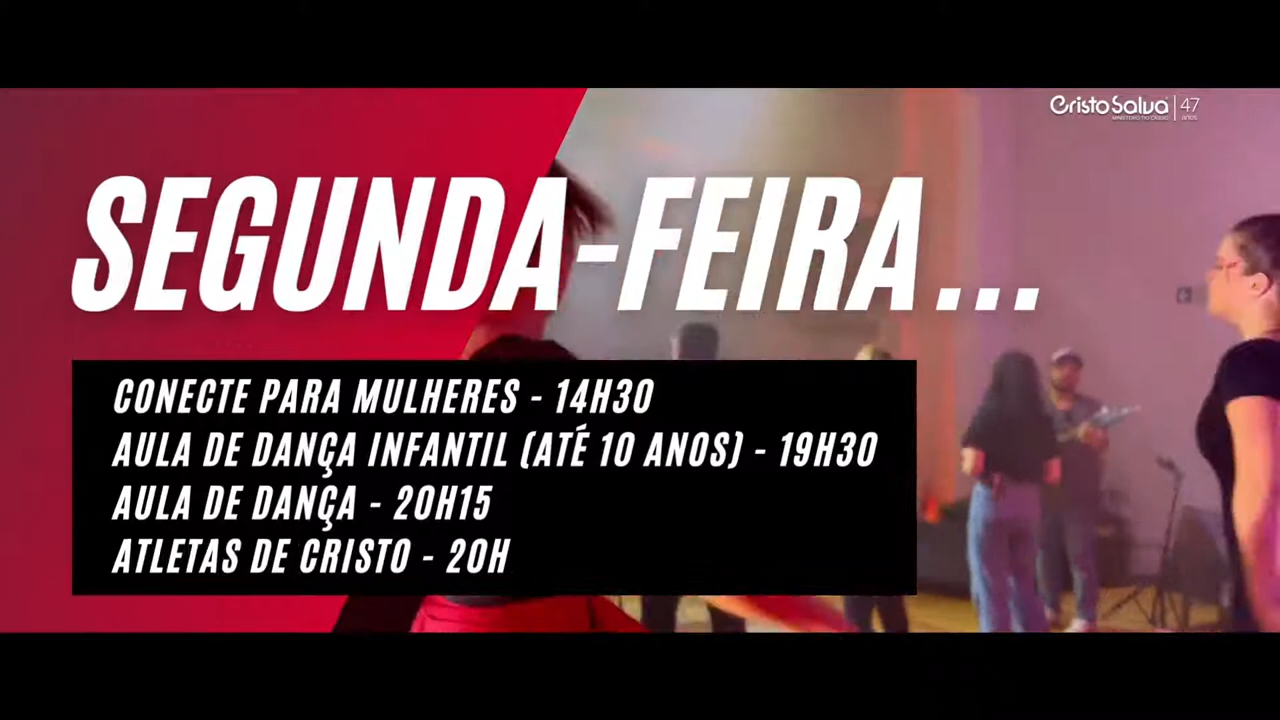 Cristo Salva | 47
anos
SEGUNDA-FEIRA...
CONECTE PARA MULHERES - 14H30
AULA DE DANÇA INFANTIL (ATÉ 10 ANOS) - 19H30
AULA DE DANÇA - 20H15
ATLETAS DE CRISTO - 20H